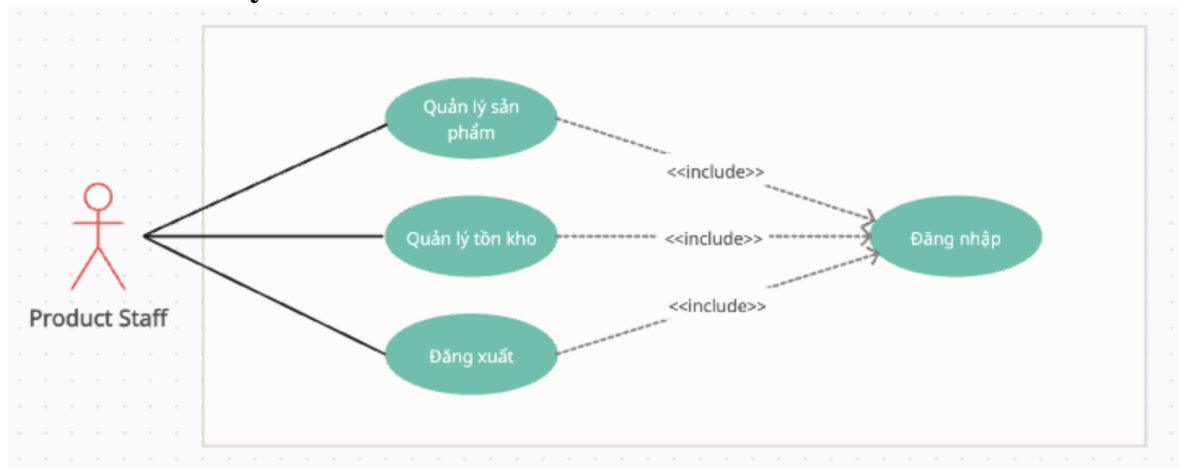 Quản lý sản
phẩm
<<include>>
Quản lý tồn kho
<<include>>
Đăng nhập
<<include>>
Product Staff
Đăng xuất